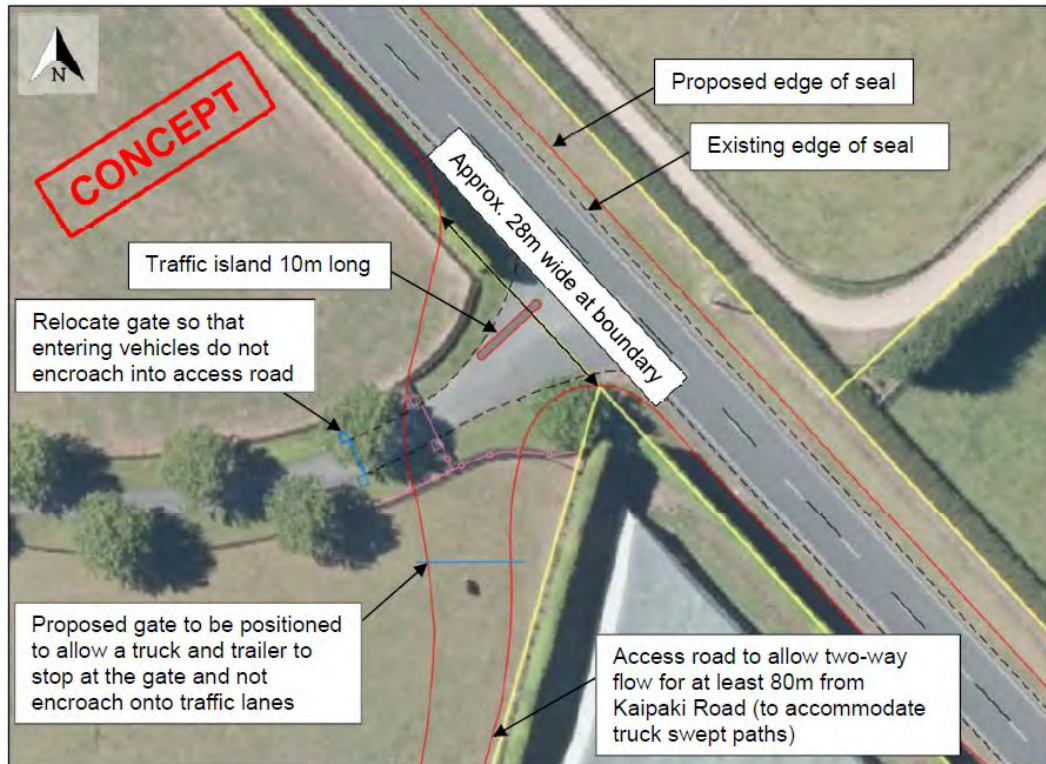 N
CONCEPT
Proposed edge of seal
Existing edge of seal
Approx. 28m wide at boundary
Traffic island 10m long
Relocate gate so that
entering vehicles do not
encroach into access road
Proposed gate to be positioned
to allow a truck and trailer to
stop at the gate and not
encroach onto traffic lanes
Access road to allow two-way
flow for at least 80m from
Kaipaki Road (to accommodate
truck swept paths)